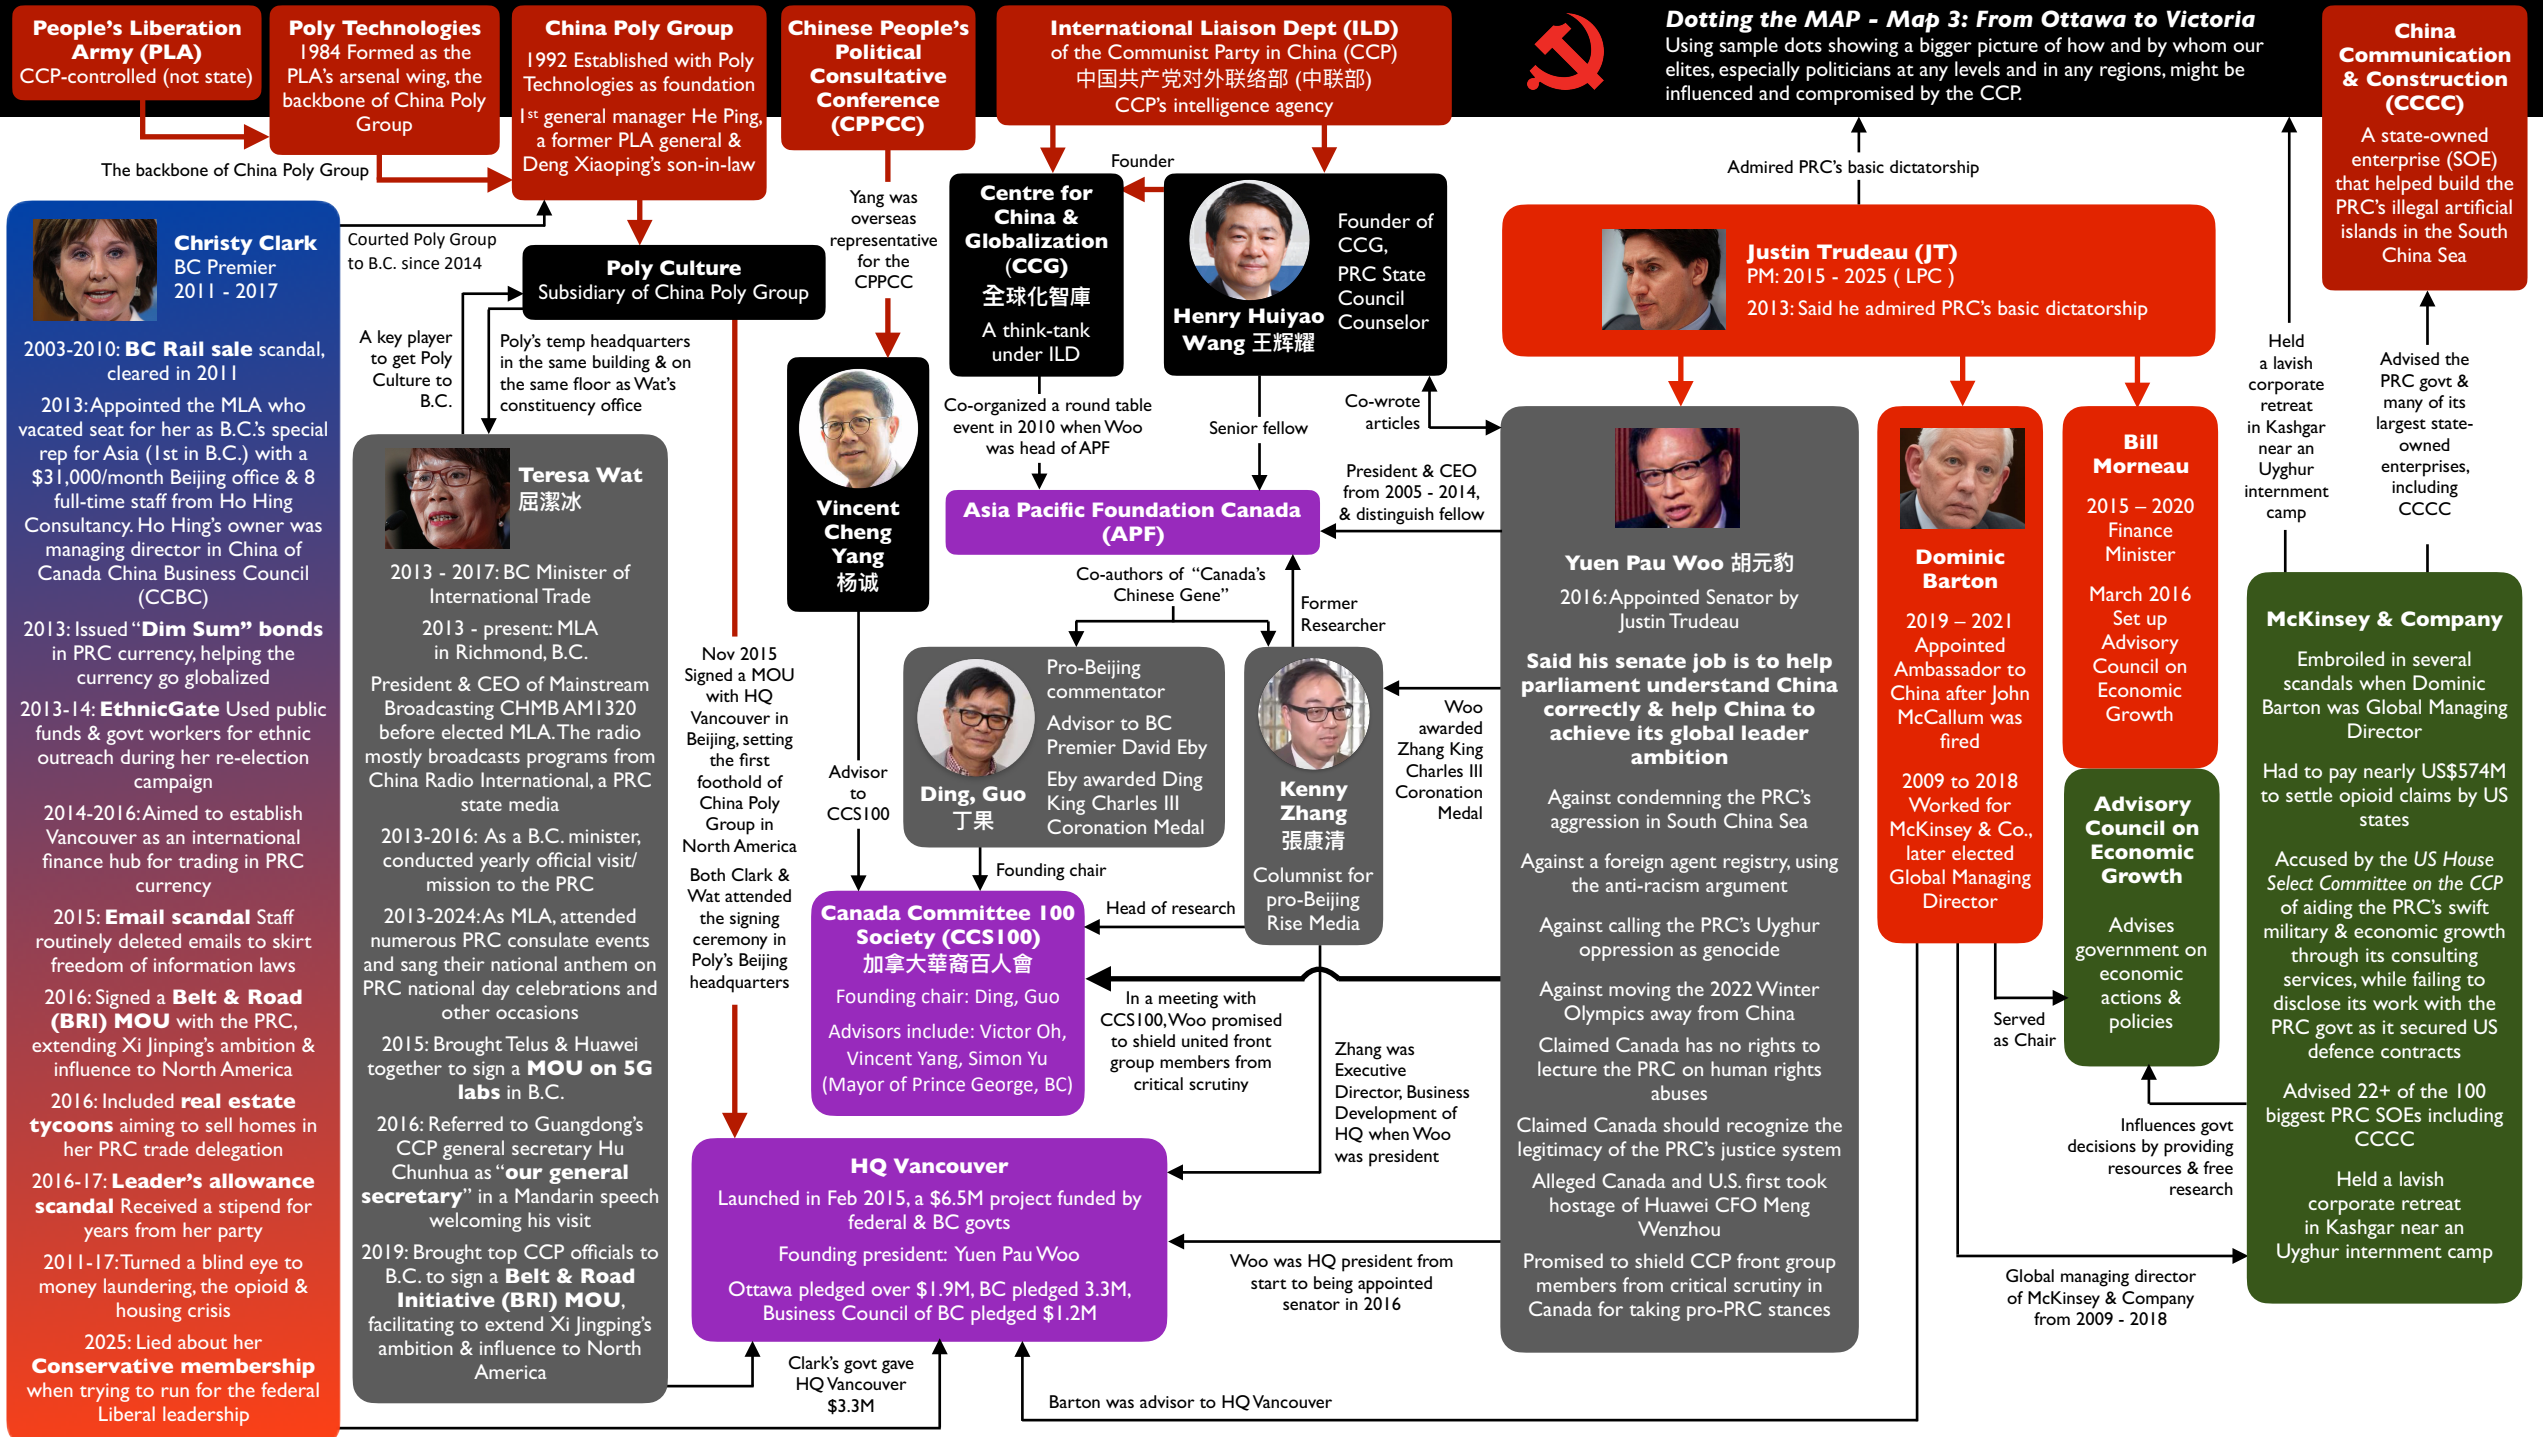 People's Liberation
Army (PLA)
CCP-controlled (not state)
Poly Technologies
1984 Formed as the
PLA's arsenal wing, the
backbone of China Poly
Group
China Poly Group
1992 Established with Poly
Technologies as foundation
1st general manager He Ping,
a former PLA general &
Deng Xiaoping's son-in-law
Chinese People's
Political
Consultative
Conference
(CPPCC)
International Liaison Dept (ILD)
of the Communist Party in China (CCP)
中国共产党对外联络部 (中联部)
CCP's intelligence agency
Dotting the MAP - Map 3: From Ottawa to Victoria
Using sample dots showing a bigger picture of how and by whom our
elites, especially politicians at any levels and in any regions, might be
influenced and compromised by the CCP.
China
Communication
& Construction
(CCCC)
A state-owned
enterprise (SOE)
that helped build the
PRC's illegal artificial
islands in the South
China Sea
The backbone of China Poly Group
Christy Clark
BC Premier
2011 - 2017
2003-2010: BC Rail sale scandal,
cleared in 2011
2013: Appointed the MLA who
vacated seat for her as B.C.'s special
rep for Asia (1st in B.C.) with a
$31,000/month Beijing office & 8
full-time staff from Ho Hing
Consultancy. Ho Hing's owner was
managing director in China of
Canada China Business Council
(CCBC)
2013: Issued "Dim Sum" bonds
in PRC currency, helping the
currency go globalized
2013-14: EthnicGate Used public
funds & govt workers for ethnic
outreach during her re-election
campaign
2014-2016: Aimed to establish
Vancouver as an international
finance hub for trading in PRC
currency
2015: Email scandal Staff
routinely deleted emails to skirt
freedom of information laws
2016: Signed a Belt & Road
(BRI) MOU with the PRC,
extending Xi Jinping's ambition &
influence to North America
2016: Included real estate
tycoons aiming to sell homes in
her PRC trade delegation
2016-17: Leader's allowance
scandal Received a stipend for
years from her party
2011-17: Turned a blind eye to
money laundering, the opioid &
housing crisis
2025: Lied about her
Conservative membership
when trying to run for the federal
Liberal leadership
Courted Poly Group
to B.C. since 2014
Poly Culture
Subsidiary of China Poly Group
A key player
to get Poly
Culture to
B.C.
Poly's temp headquarters
in the same building & on
the same floor as Wat's
constituency office
Teresa Wat
屈潔冰
2013 - 2017: BC Minister of
International Trade
2013 - present: MLA
in Richmond, B.C.
President & CEO of Mainstream
Broadcasting CHMB AM1320
before elected MLA. The radio
mostly broadcasts programs from
China Radio International, a PRC
state media
2013-2016: As a B.C. minister,
conducted yearly official visit/
mission to the PRC
2013-2024: As MLA, attended
numerous PRC consulate events
and sang their national anthem on
PRC national day celebrations and
other occasions
2015: Brought Telus & Huawei
together to sign a MOU on 5G
labs in B.C.
2016: Referred to Guangdong's
CCP general secretary Hu
Chunhua as "our general
secretary" in a Mandarin speech
welcoming his visit
2019: Brought top CCP officials to
B.C. to sign a Belt & Road
Initiative (BRI) MOU,
facilitating to extend Xi Jingping's
ambition & influence to North
America
Nov 2015
Signed a MOU
with HQ
Vancouver in
Beijing, setting
the first
foothold of
China Poly
Group in
North America
Both Clark &
Wat attended
the signing
ceremony in
Poly's Beijing
headquarters
Yang was
overseas
representative
for the
CPPCC
Vincent
Cheng
Yang
杨诚
Advisor
to
CCS100
Founder
Centre for
China &
Globalization
(CCG)
全球化智庫
A think-tank
under ILD
Henry Huiyao
Wang 王辉耀
Founder of
CCG,
PRC State
Council
Counselor
Co-organized a round table
event in 2010 when Woo
was head of APF
Senior fellow
Co-wrote
articles
President & CEO
from 2005 - 2014,
& distinguish fellow
Asia Pacific Foundation Canada
(APF)
Co-authors of "Canada's
Chinese Gene"
Former
Researcher
Ding, Guo
丁果
Pro-Beijing
commentator
Advisor to BC
Premier David Eby
Eby awarded Ding
King Charles III
Coronation Medal
Kenny
Zhang
張康清
Columnist for
pro-Beijing
Rise Media
Woo
awarded
Zhang King
Charles III
Coronation
Medal
Founding chair
Head of research
Canada Committee 100
Society (CCS100)
加拿大華裔百人會
Founding chair: Ding, Guo
Advisors include: Victor Oh,
Vincent Yang, Simon Yu
(Mayor of Prince George, BC)
In a meeting with
CCS100, Woo promised
to shield united front
group members from
critical scrutiny
Zhang was
Executive
Director, Business
Development of
HQ when Woo
was president
HQ Vancouver
Launched in Feb 2015, a $6.5M project funded by
federal & BC govts
Founding president: Yuen Pau Woo
Ottawa pledged over $1.9M, BC pledged 3.3M,
Business Council of BC pledged $1.2M
Woo was HQ president from
start to being appointed
senator in 2016
Clark's govt gave
HQ Vancouver
$3.3M
Barton was advisor to HQ Vancouver
Admired PRC's basic dictatorship
Justin Trudeau (JT)
PM: 2015 - 2025 ( LPC )
2013: Said he admired PRC's basic dictatorship
Yuen Pau Woo 胡元豹
2016: Appointed Senator by
Justin Trudeau
Said his senate job is to help
parliament understand China
correctly & help China to
achieve its global leader
ambition
Against condemning the PRC's
aggression in South China Sea
Against a foreign agent registry, using
the anti-racism argument
Against calling the PRC's Uyghur
oppression as genocide
Against moving the 2022 Winter
Olympics away from China
Claimed Canada has no rights to
lecture the PRC on human rights
abuses
Claimed Canada should recognize the
legitimacy of the PRC's justice system
Alleged Canada and U.S. first took
hostage of Huawei CFO Meng
Wenzhou
Promised to shield CCP front group
members from critical scrutiny in
Canada for taking pro-PRC stances
Dominic
Barton
2019 – 2021
Appointed
Ambassador to
China after John
McCallum was
fired
2009 to 2018
Worked for
McKinsey & Co.,
later elected
Global Managing
Director
Bill
Morneau
2015 – 2020
Finance
Minister
March 2016
Set up
Advisory
Council on
Economic
Growth
Advisory
Council on
Economic
Growth
Advises
government on
economic
actions &
policies
Served
as Chair
Influences govt
decisions by providing
resources & free
research
Global managing director
of McKinsey & Company
from 2009 - 2018
Held
a lavish
corporate
retreat
in Kashgar
near an
Uyghur
internment
camp
Advised the
PRC govt &
many of its
largest state-
owned
enterprises,
including
CCCC
McKinsey & Company
Embroiled in several
scandals when Dominic
Barton was Global Managing
Director
Had to pay nearly US$574M
to settle opioid claims by US
states
Accused by the US House
Select Committee on the CCP
of aiding the PRC's swift
military & economic growth
through its consulting
services, while failing to
disclose its work with the
PRC govt as it secured US
defence contracts
Advised 22+ of the 100
biggest PRC SOEs including
CCCC
Held a lavish
corporate retreat
in Kashgar near an
Uyghur internment camp